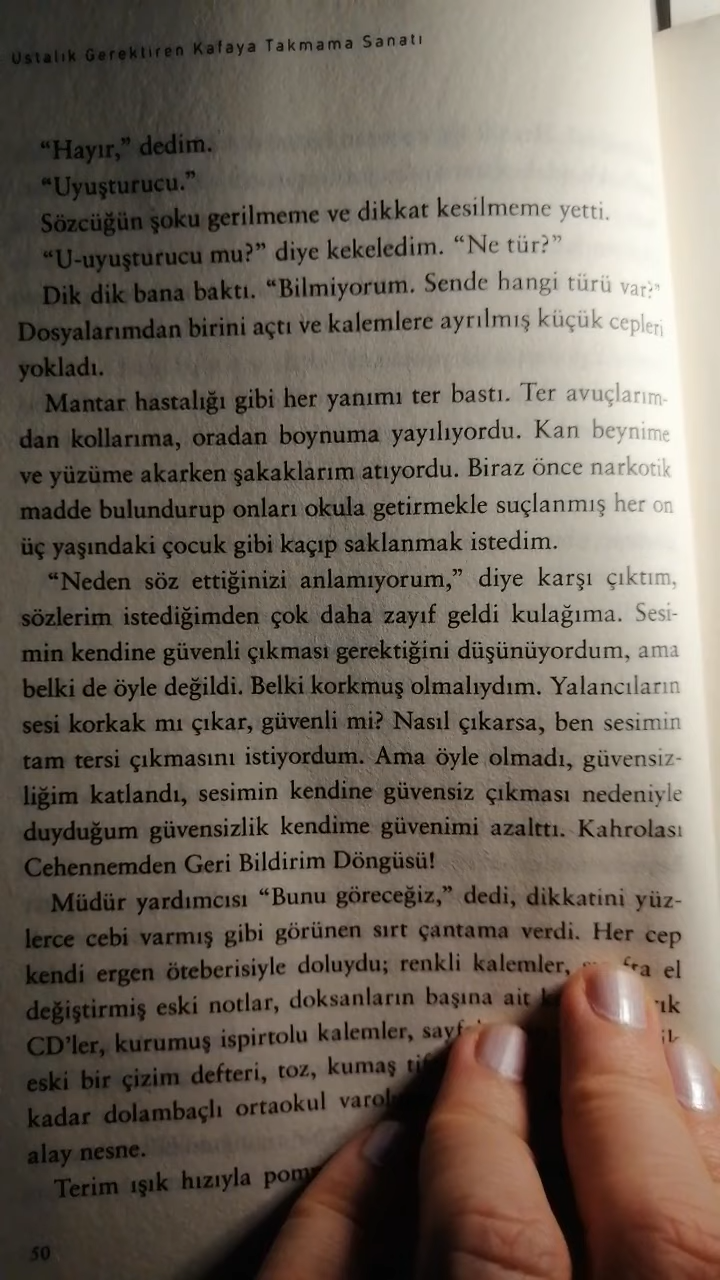 Ustalık Gerektiren Kafaya Takmama Sanatı
“Hayır,” dedim.
“Uyuşturucu.”
Sözcüğün şoku gerilmeme ve dikkat kesilmeme yetti.
“U-uyuşturucu mu?” diye kekeledim. “Ne tür?”
Dik dik bana baktı. “Bilmiyorum. Sende hangi türü var?”
Dosyalarımdan birini açtı ve kalemlere ayrılmış küçük cepleri
yokladı.
Mantar hastalığı gibi her yanımı ter bastı. Ter avuçlarım-
dan kollarıma, oradan boynuma yayılıyordu. Kan beynime
ve yüzüme akarken şakaklarım atıyordu. Biraz önce narkotik
madde bulundurup onları okula getirmekle suçlanmış her on
üç yaşındaki çocuk gibi kaçıp saklanmak istedim.
“Neden söz ettiğinizi anlamıyorum,” diye karşı çıktım,
sözlerim istediğimden çok daha zayıf geldi kulağıma. Sesi-
min kendine güvenli çıkması gerektiğini düşünüyordum, ama
belki de öyle değildi. Belki korkmuş olmalıydım. Yalancıların
sesi korkak mı çıkar, güvenli mi? Nasıl çıkarsa, ben sesimin
tam tersi çıkmasını istiyordum. Ama öyle olmadı, güvensiz-
liğim katlandı, sesimin kendine güvensiz çıkması nedeniyle
duyduğum güvensizlik kendime güvenimi azalttı. Kahrolası
Cehennemden Geri Bildirim Döngüsü!
Müdür yardımcısı “Bunu göreceğiz,” dedi, dikkatini yüz-
lerce cebi varmış gibi görünen sırt çantama verdi. Her cep
kendi ergen öteberisiyle doluydu; renkli kalemler, el
değiştirmiş eski notlar, doksanların başına ait
CD’ler, kurumuş ispirtolu kalemler,
eski bir çizim defteri, toz, kumaş
kadar dolambaçlı ortaokul
alay nesne.
Terim ışık hızıyla
50